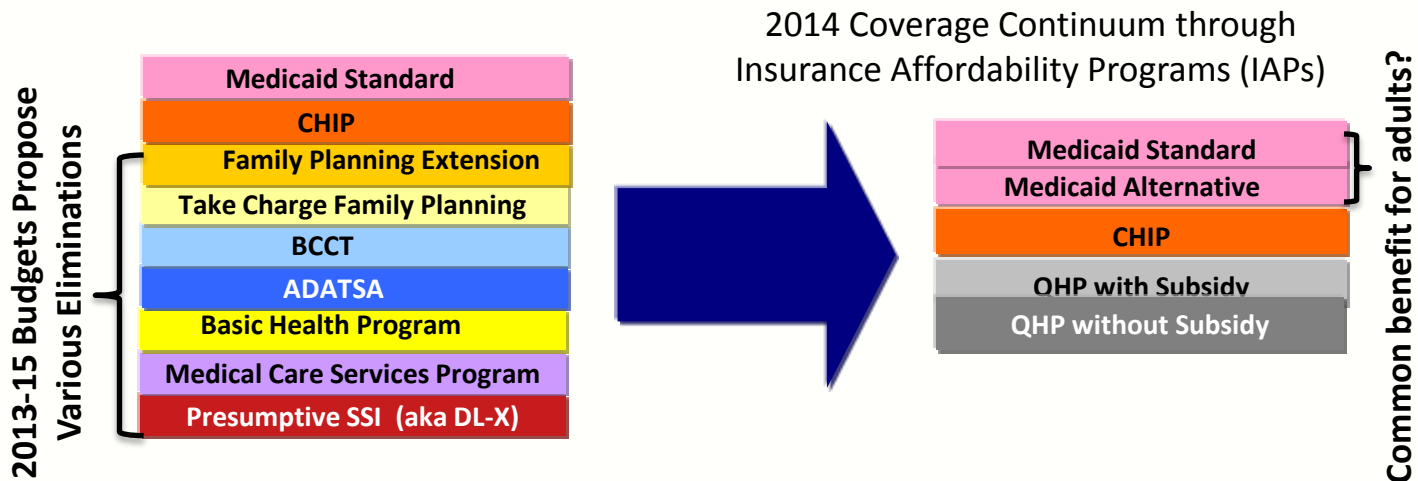 2014 Coverage Continuum through
Insurance Affordability Programs (IAPs)
2013-15 Budgets Propose
Various Eliminations
Medicaid Standard
CHIP
Family Planning Extension
Take Charge Family Planning
BCCT
ADATSA
Basic Health Program
Medical Care Services Program
Presumptive SSI (aka DL-X)
Medicaid Standard
Medicaid Alternative
CHIP
QHP with Subsidy
QHP without Subsidy
Common benefit for adults?